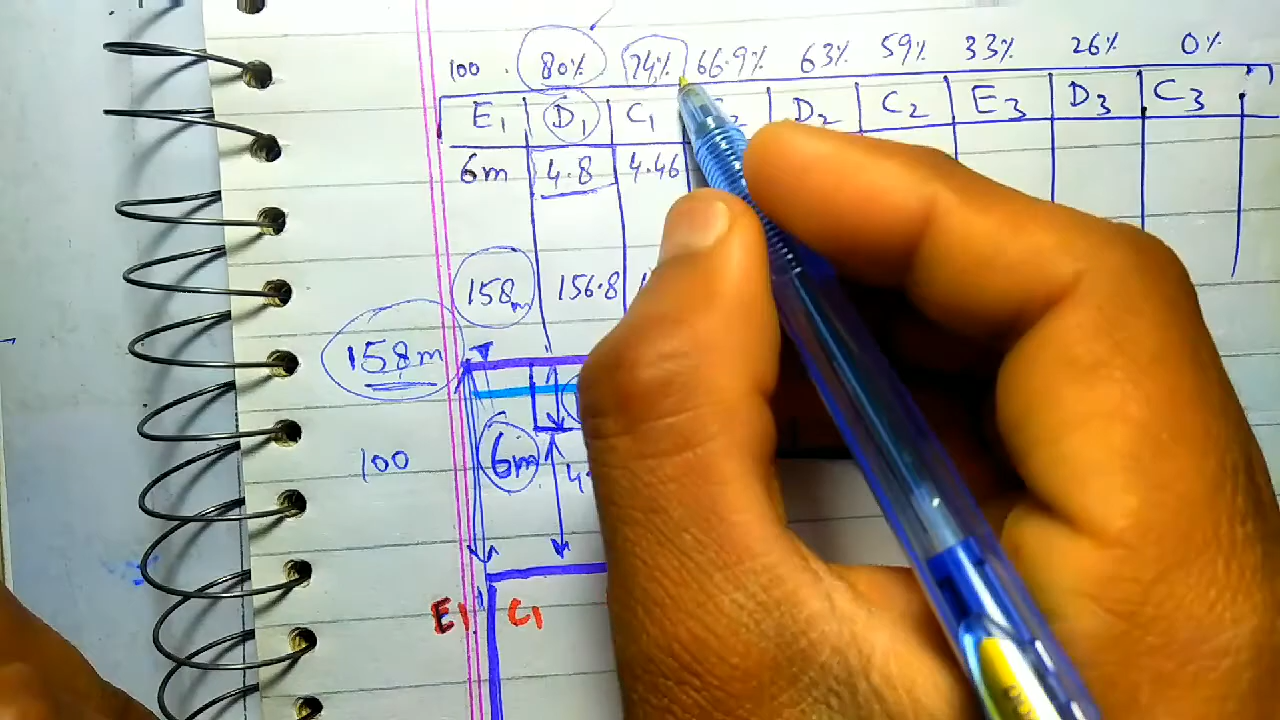 100 . 80% 74% 66.9% 63% 59% 33% 26% 0%
E1 D1 C1 D2 C2 E3 D3 C3
6m 4.8 4.46
158m 156.8
158m
6m
100
E1 C1